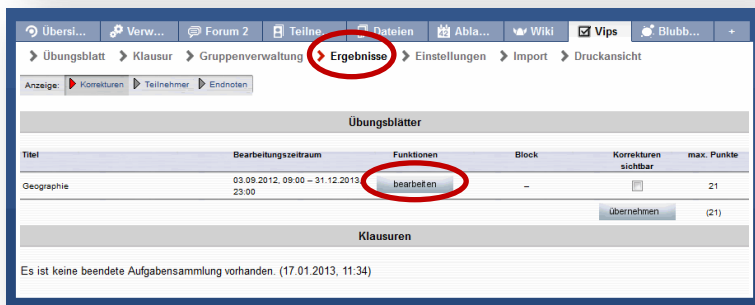 Übersi... Verw... Forum 2 Teilne... Dateien Abla... Wiki Vips Blubb... +
Übungsblatt Klausur Gruppenverwaltung Ergebnisse Einstellungen Import Druckansicht
Anzeige: Korrekturen Teilnehmer Endnoten
Übungsblätter
Titel Bearbeitungszeitraum Funktionen Block Korrekturen sichtbar max. Punkte
Geographie 03.09.2012, 09:00 – 31.12.2013, 23:00 bearbeiten – 21
übernehmen (21)
Klausuren
Es ist keine beendete Aufgabensammlung vorhanden. (17.01.2013, 11:34)